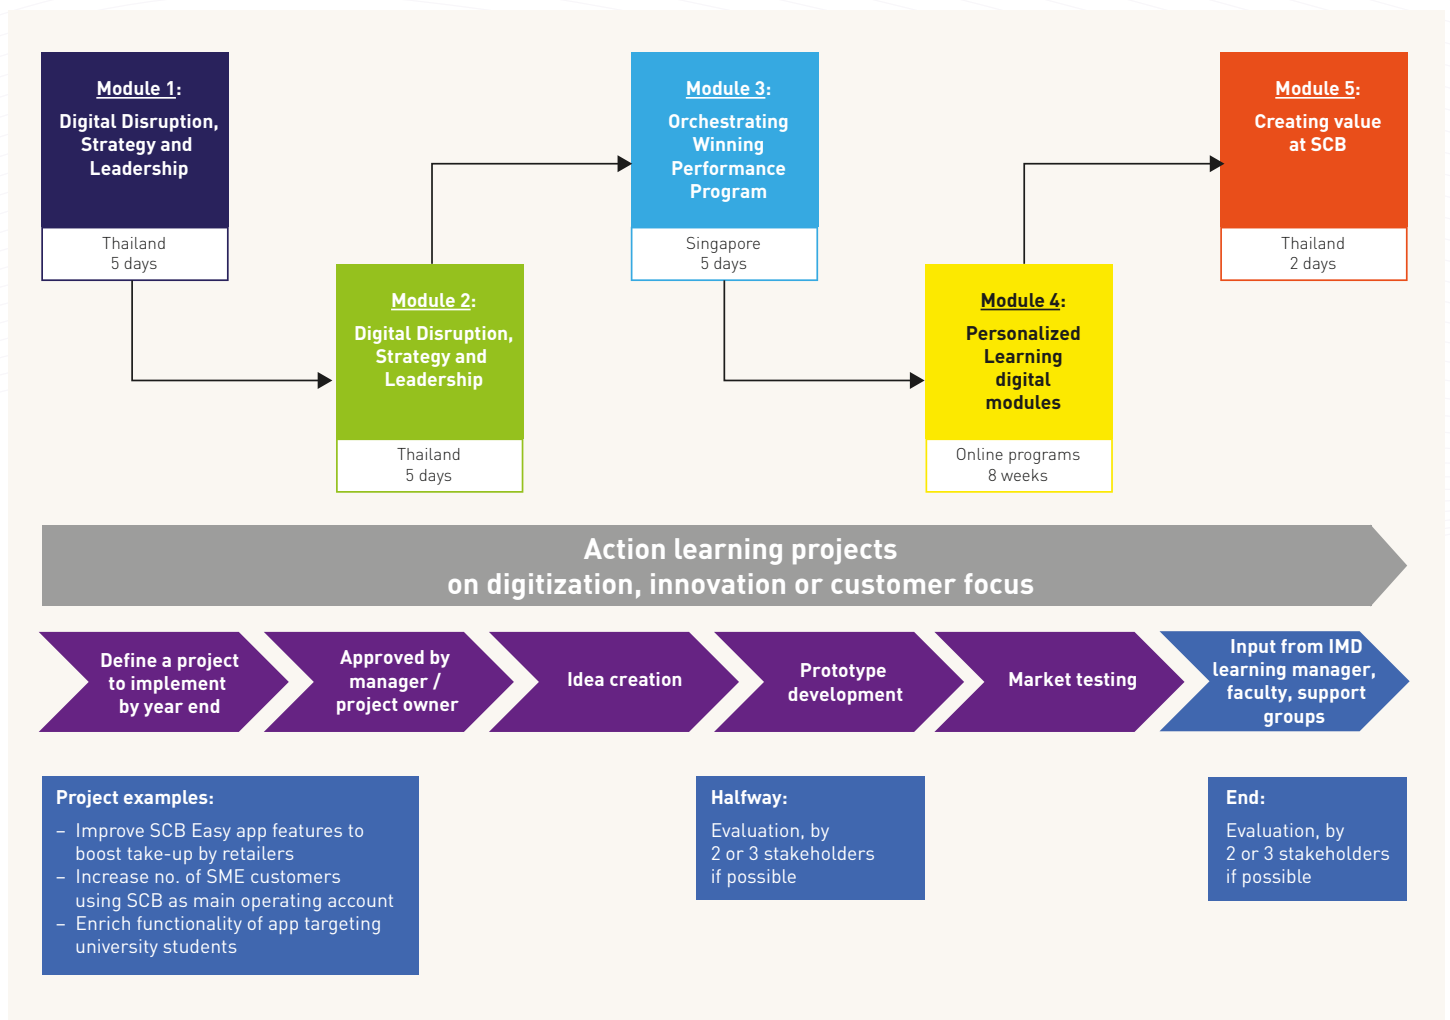 Module 1:
Digital Disruption,
Strategy and
Leadership
Thailand
5 days
Module 2:
Digital Disruption,
Strategy and
Leadership
Thailand
5 days
Module 3:
Orchestrating
Winning
Performance
Program
Singapore
5 days
Module 4:
Personalized
Learning
digital
modules
Online programs
8 weeks
Module 5:
Creating value
at SCB
Thailand
2 days
Action learning projects
on digitization, innovation or customer focus
Define a project
to implement
by year end
Approved by
manager /
project owner
Idea creation
Prototype
development
Market testing
Input from IMD
learning manager,
faculty, support
groups
Project examples:
– Improve SCB Easy app features to
boost take-up by retailers
– Increase no. of SME customers
using SCB as main operating account
– Enrich functionality of app targeting
university students
Halfway:
Evaluation, by
2 or 3 stakeholders
if possible
End:
Evaluation, by
2 or 3 stakeholders
if possible